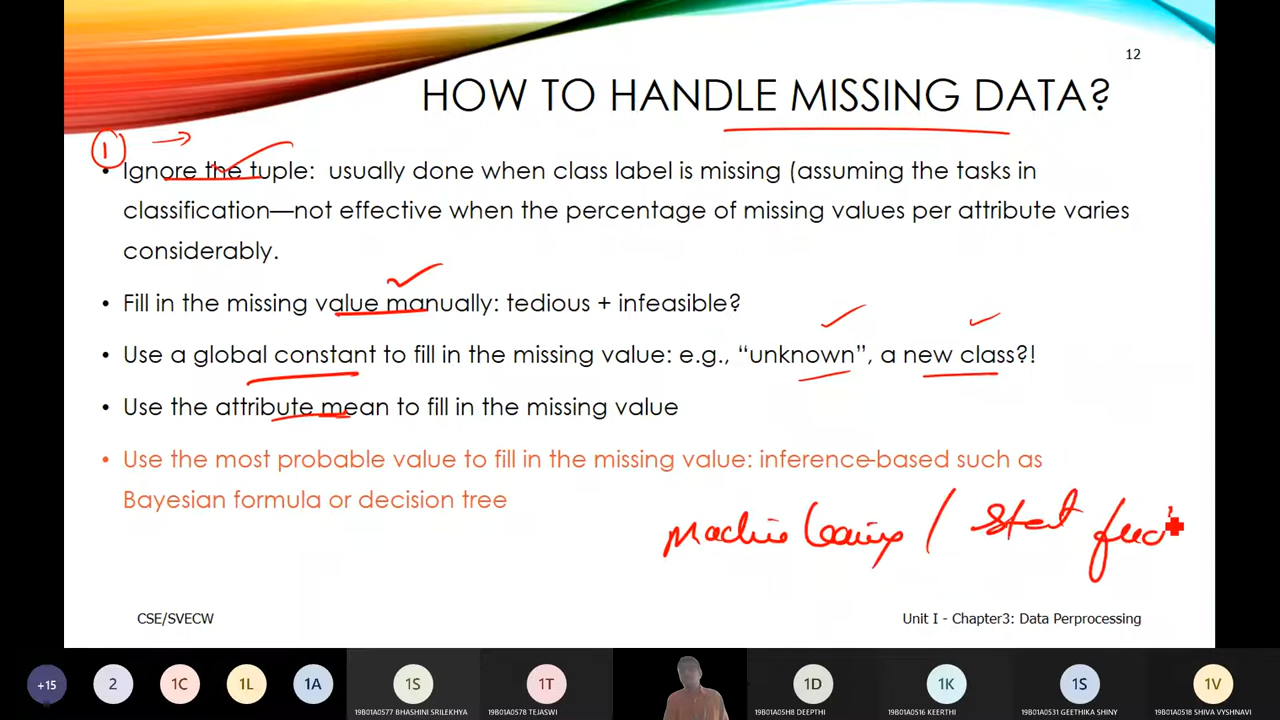 12
HOW TO HANDLE MISSING DATA?
1
• Ignore the tuple: usually done when class label is missing (assuming the tasks in
classification—not effective when the percentage of missing values per attribute varies
considerably.
• Fill in the missing value manually: tedious + infeasible?
• Use a global constant to fill in the missing value: e.g., “unknown”, a new class?!
• Use the attribute mean to fill in the missing value
• Use the most probable value to fill in the missing value: inference-based such as
Bayesian formula or decision tree
/
CSE/SVECW
Unit I - Chapter3: Data Perprocessing
+15 2 1C 1L 1A 1S 1T 1D 1K 1S 1V
19B01A0577 BHASHINI SRILEKHYA 19B01A0578 TEJASWI 19B01A05H8 DEEPTHI 19B01A0516 KEERTHI 19B01A0531 GEETHIKA SHINY 19B01A0518 SHIVA VYSHNAVI